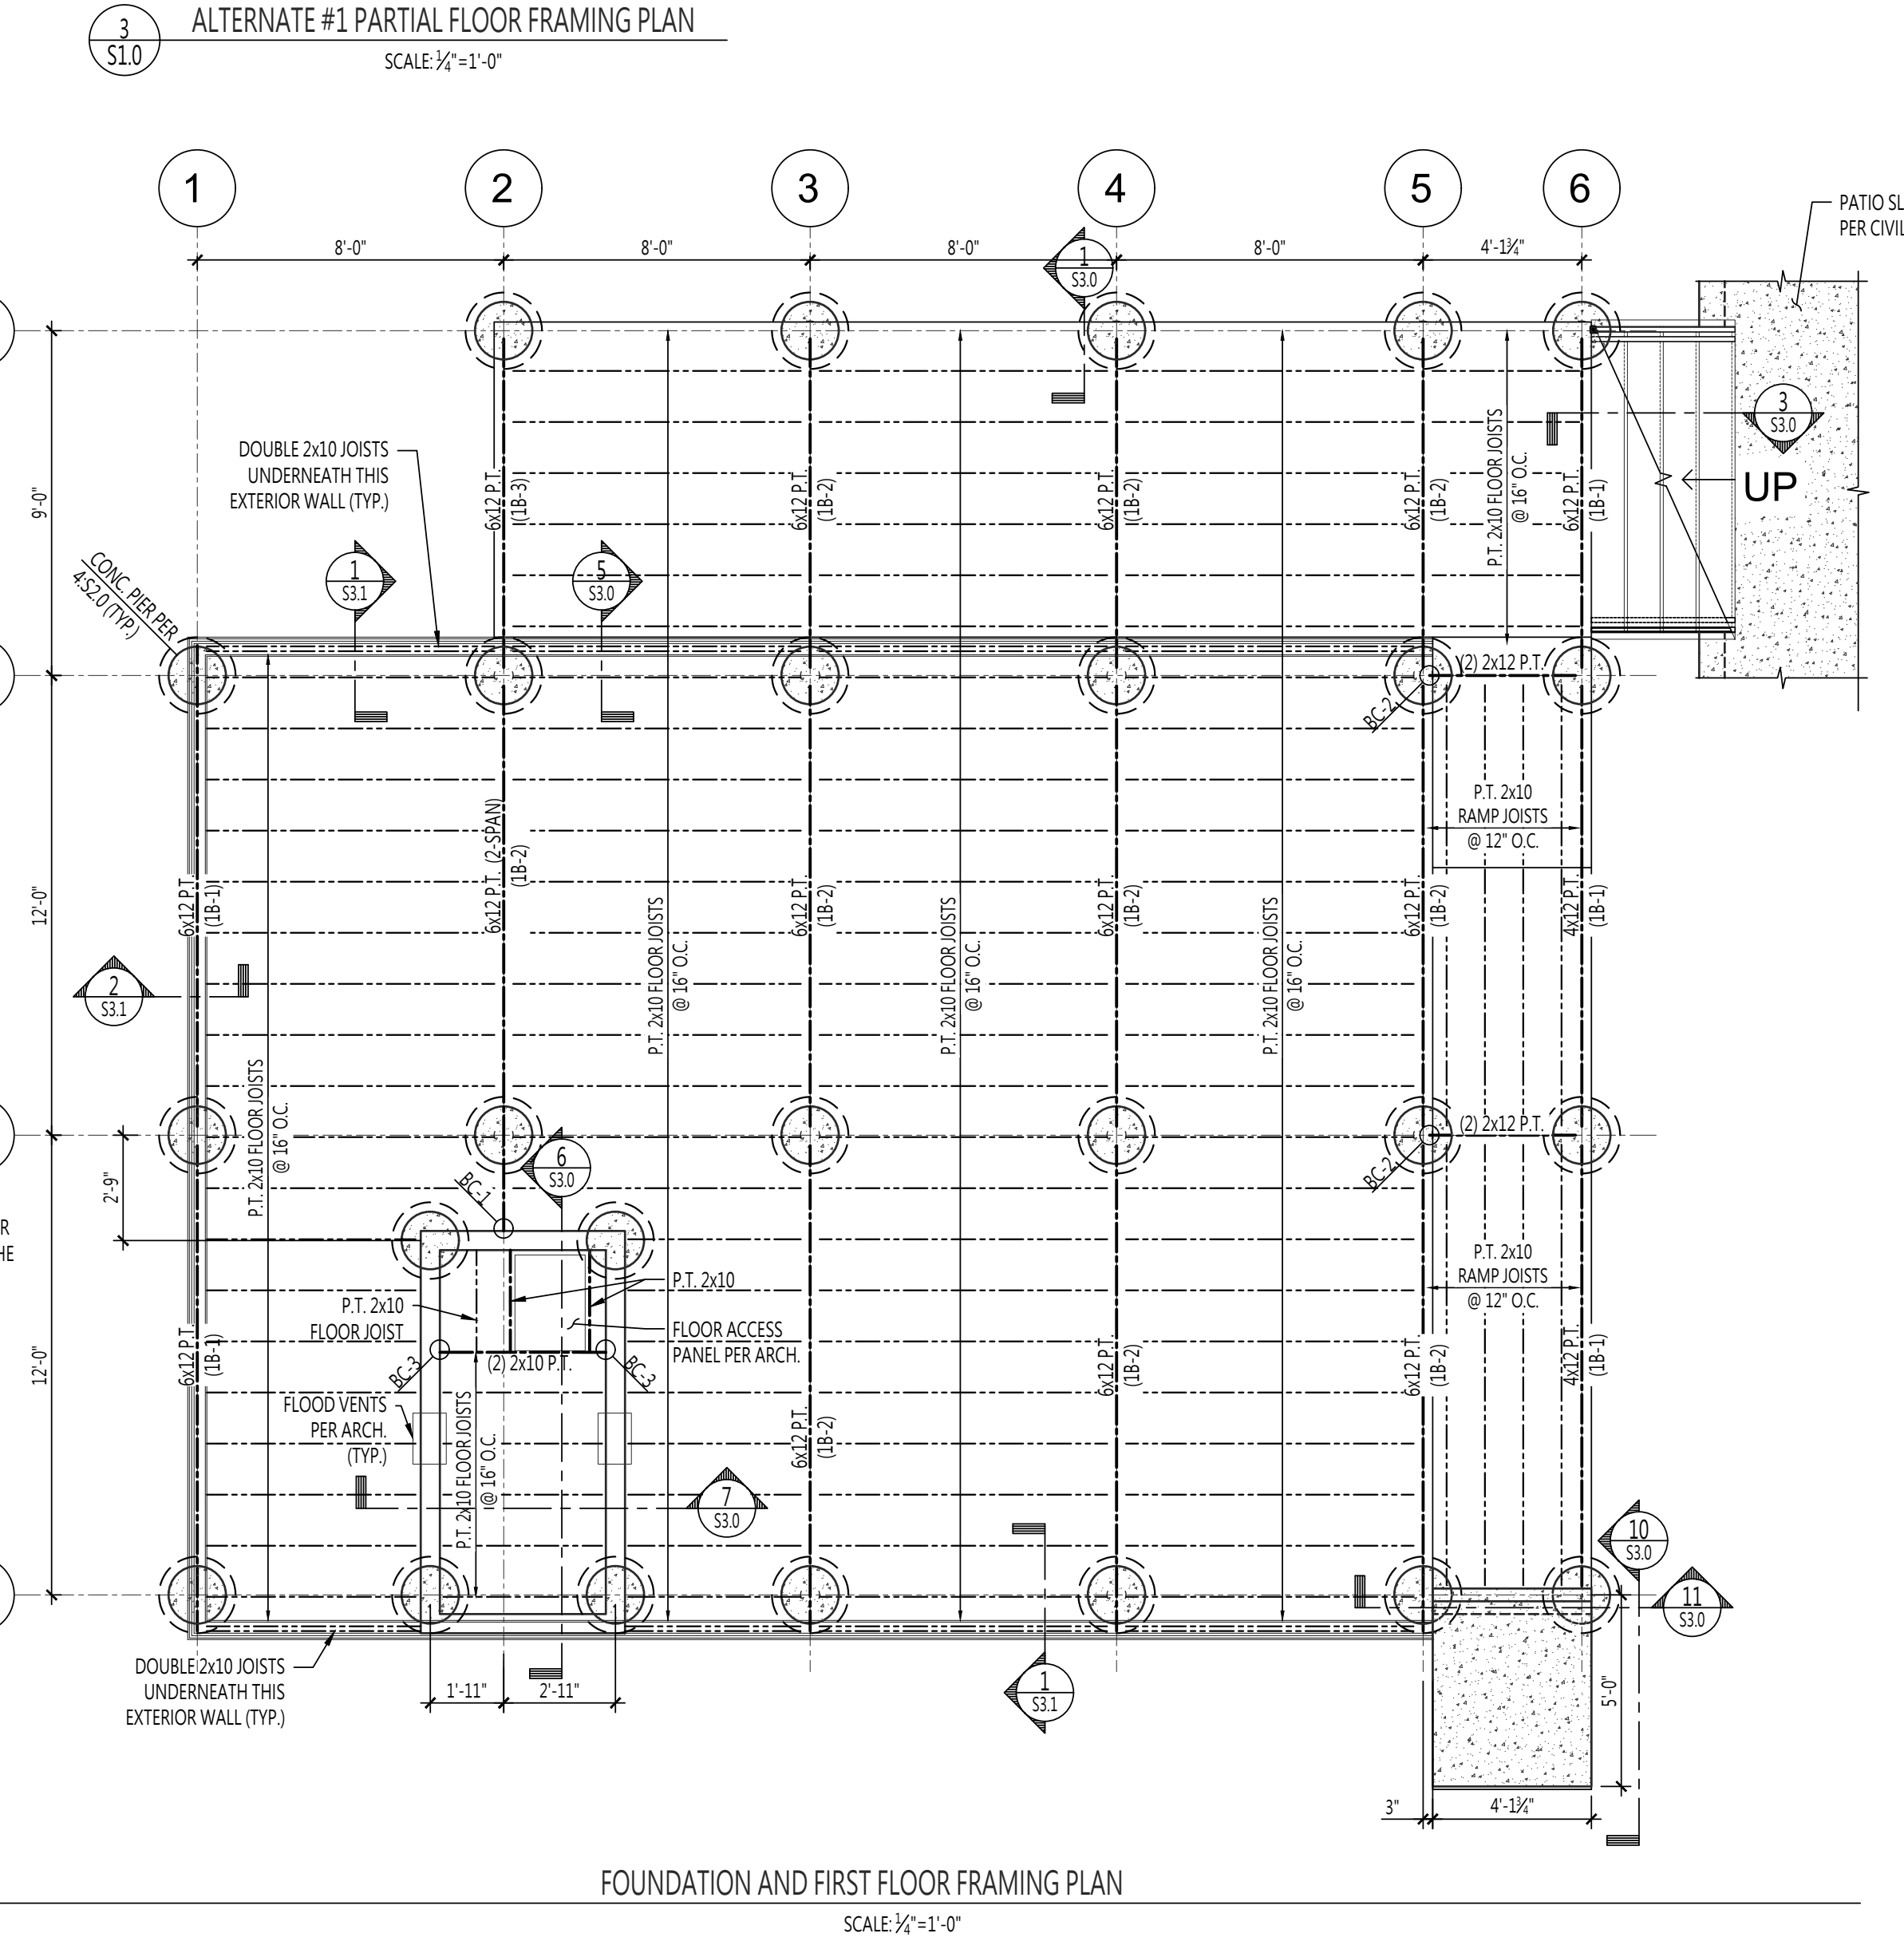 3
S1.0
ALTERNATE #1 PARTIAL FLOOR FRAMING PLAN
SCALE: 1/4"=1'-0"
1
2
3
4
5
6
8'-0"
8'-0"
8'-0"
8'-0"
4'-1¾"
PATIO SL
PER CIVIL
1
S3.0
9'-0"
DOUBLE 2x10 JOISTS
UNDERNEATH THIS
EXTERIOR WALL (TYP.)
6x12 P.T.
(1B-3)
6x12 P.T.
(1B-2)
6x12 P.T.
(1B-2)
6x12 P.T.
(1B-2)
P.T. 2x10 FLOOR JOISTS
@ 16" O.C.
6x12 P.T.
(1B-1)
3
S3.0
UP
CONC. PIER PER
4:S2.0 (TYP.)
1
S3.1
5
S3.0
(2) 2x12 P.T.
BC-2
P.T. 2x10
RAMP JOISTS
@ 12" O.C.
12'-0"
6x12 P.T.
(1B-1)
6x12 P.T. (2-SPAN)
(1B-2)
P.T. 2x10 FLOOR JOISTS
@ 16" O.C.
6x12 P.T.
(1B-2)
P.T. 2x10 FLOOR JOISTS
@ 16" O.C.
6x12 P.T.
(1B-2)
P.T. 2x10 FLOOR JOISTS
@ 16" O.C.
6x12 P.T.
(1B-2)
4x12 P.T.
(1B-1)
2
S3.1
P.T. 2x10 FLOOR JOISTS
@ 16" O.C.
2'-9"
BC-1
6
S3.0
(2) 2x12 P.T.
BC-2
R
HE
P.T. 2x10
FLOOR JOIST
P.T. 2x10
FLOOR ACCESS
PANEL PER ARCH.
P.T. 2x10
RAMP JOISTS
@ 12" O.C.
12'-0"
6x12 P.T.
(1B-1)
BC-3
(2) 2x10 P.T.
BC-3
6x12 P.T.
(1B-2)
6x12 P.T.
(1B-2)
4x12 P.T.
(1B-1)
FLOOD VENTS
PER ARCH.
(TYP.)
P.T. 2x10 FLOOR JOISTS
@ 16" O.C.
6x12 P.T.
(1B-2)
7
S3.0
10
S3.0
11
S3.0
DOUBLE 2x10 JOISTS
UNDERNEATH THIS
EXTERIOR WALL (TYP.)
1'-11"
2'-11"
1
S3.1
5'-0"
3"
4'-1¾"
FOUNDATION AND FIRST FLOOR FRAMING PLAN
SCALE: 1/4"=1'-0"